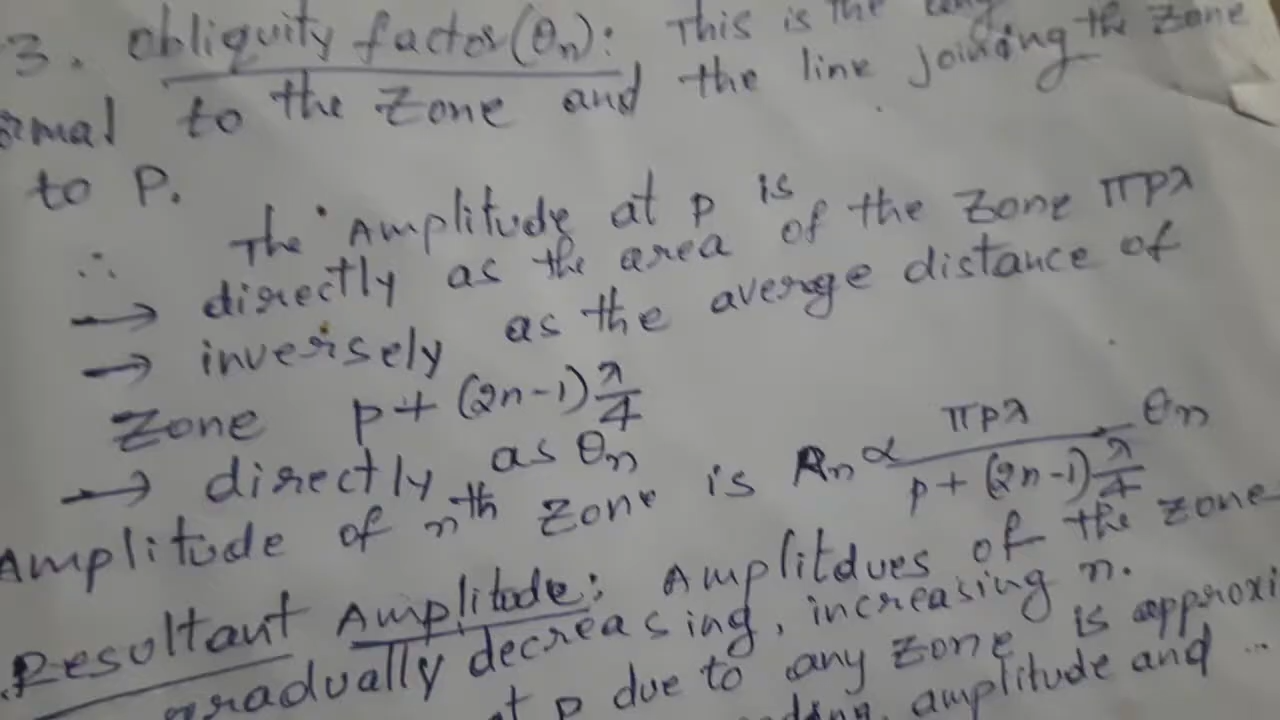 3. Obliquity factor (θn): This is the
to the Zone and the line joining the Zone
to P.
∴ The Amplitude at P is
→ directly as the area of the Zone πpλ
→ inversely as the average distance of
Zone p + (2n-1) λ/4
→ directly as θn
Amplitude of nth Zone is Rn ∝ πpλ / p + (2n-1) λ/4 θn
Resultant Amplitude: Amplitdues of the zone
gradually decreasing, increasing n.
at p due to any zone is approxi
amplitude and